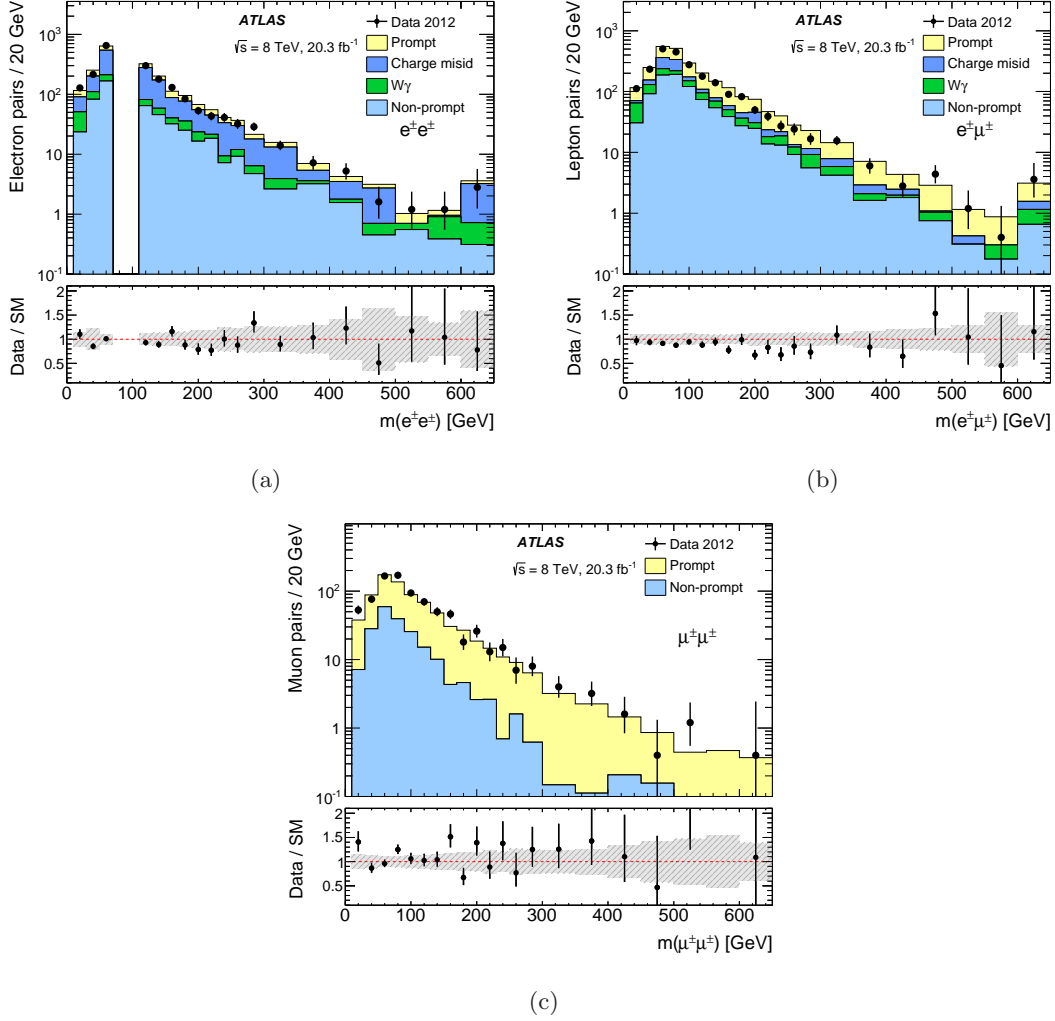 Electron pairs / 20 GeV
10³
10²
10
1
10⁻¹
ATLAS
√s = 8 TeV, 20.3 fb⁻¹
Data 2012
Prompt
Charge misid
Wγ
Non-prompt
e±e±
Data / SM
2
1.5
1
0.5
0 100 200 300 400 500 600
m(e±e±) [GeV]
(a)
Lepton pairs / 20 GeV
10³
10²
10
1
10⁻¹
ATLAS
√s = 8 TeV, 20.3 fb⁻¹
Data 2012
Prompt
Charge misid
Wγ
Non-prompt
e±μ±
Data / SM
2
1.5
1
0.5
0 100 200 300 400 500 600
m(e±μ±) [GeV]
(b)
Muon pairs / 20 GeV
10³
10²
10
1
10⁻¹
ATLAS
√s = 8 TeV, 20.3 fb⁻¹
Data 2012
Prompt
Non-prompt
μ±μ±
Data / SM
2
1.5
1
0.5
0 100 200 300 400 500 600
m(μ±μ±) [GeV]
(c)